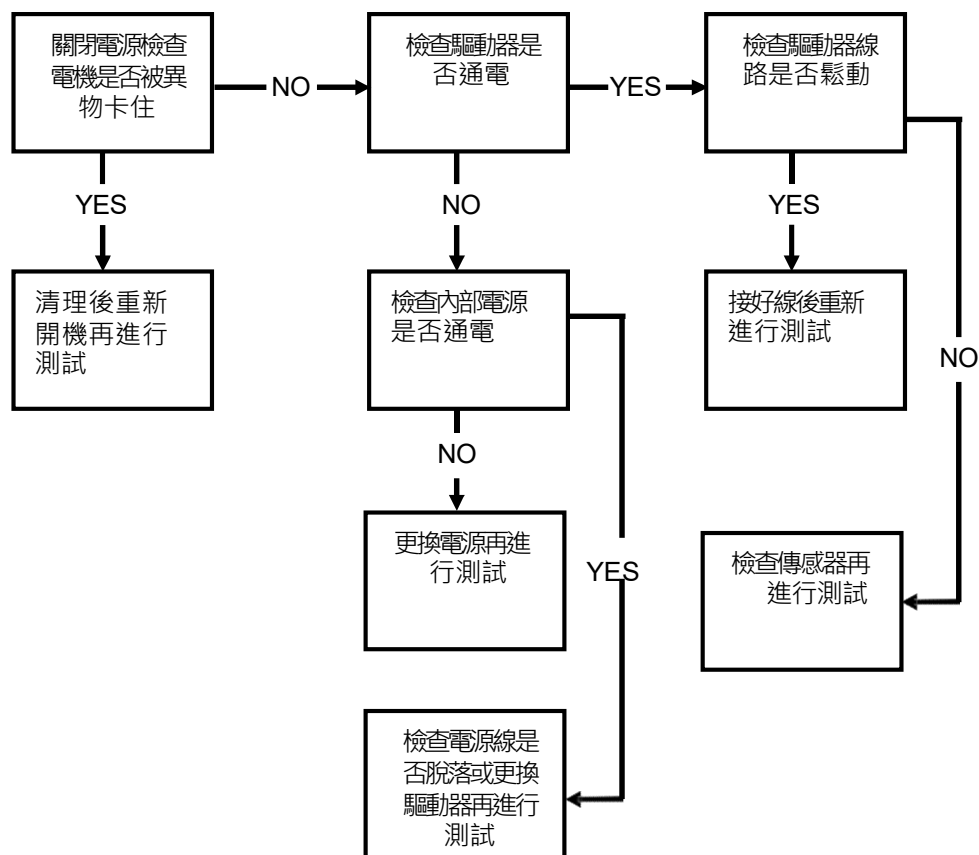 關閉電源檢查
電機是否被異
物卡住
NO
檢查驅動器是
否通電
YES
檢查驅動器線
路是否鬆動
YES
NO
YES
清理後重新
開機再進行
測試
檢查內部電源
是否通電
接好線後重新
進行測試
NO
NO
更換電源再進
行測試
YES
檢查傳感器再
進行測試
檢查電源線是
否脫落或更換
驅動器再進行
測試